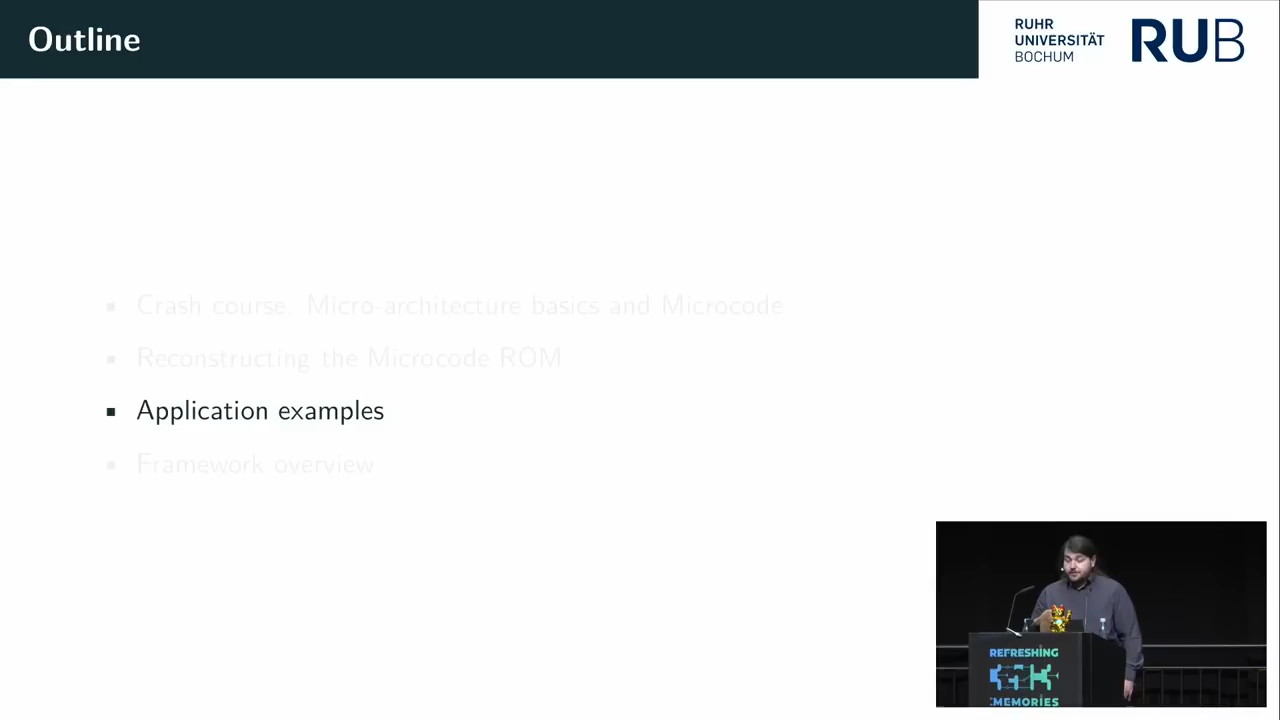 Outline
RUHR
UNIVERSITÄT
BOCHUM
RUB
Crash course. Micro-architecture basics and Microcode
Reconstructing the Microcode ROM
Application examples
Framework overview
REFRESHING
MEMORIES